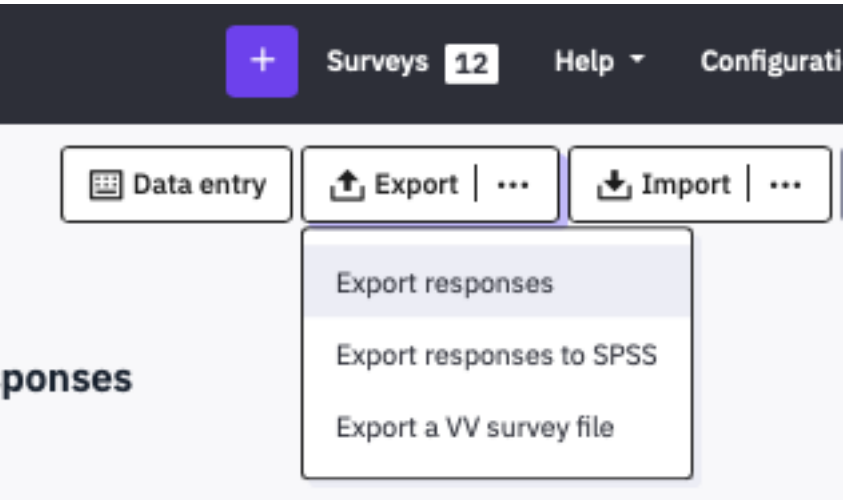 + Surveys 12 Help Configurati
Data entry Export | ... Import | ...
Export responses
Export responses to SPSS
ponses
Export a VV survey file